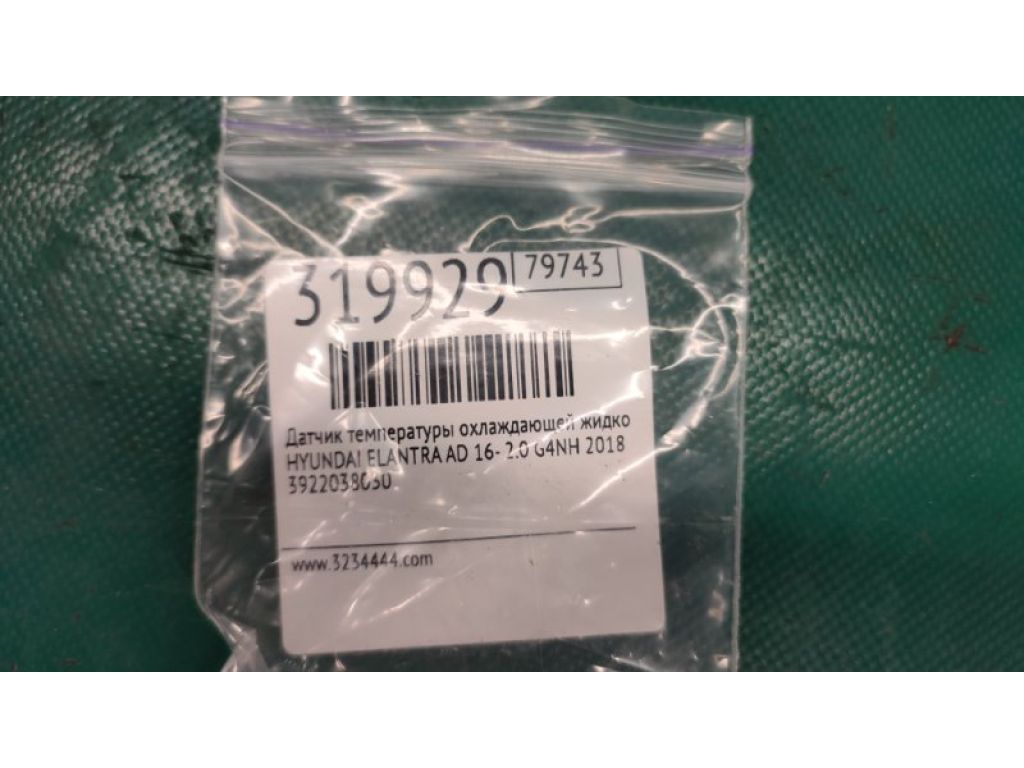 319929
79743
Датчик температуры охлаждающей жидко
HYUNDAI ELANTRA AD 16- 2.0 G4NH 2018
3922038030
www.3234444.com